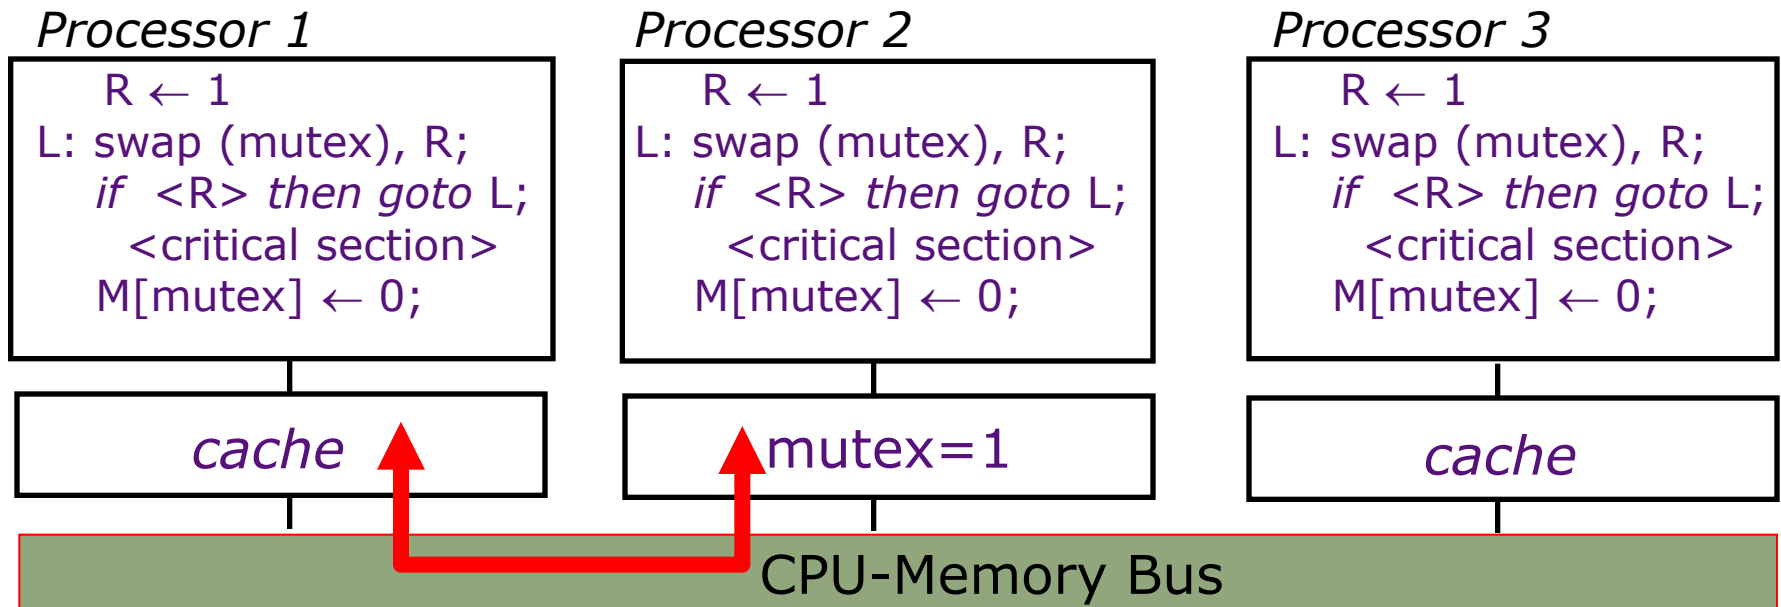 Processor 1
R ← 1
L: swap (mutex), R;
if <R> then goto L;
<critical section>
M[mutex] ← 0;
cache
Processor 2
R ← 1
L: swap (mutex), R;
if <R> then goto L;
<critical section>
M[mutex] ← 0;
mutex=1
Processor 3
R ← 1
L: swap (mutex), R;
if <R> then goto L;
<critical section>
M[mutex] ← 0;
cache
CPU-Memory Bus